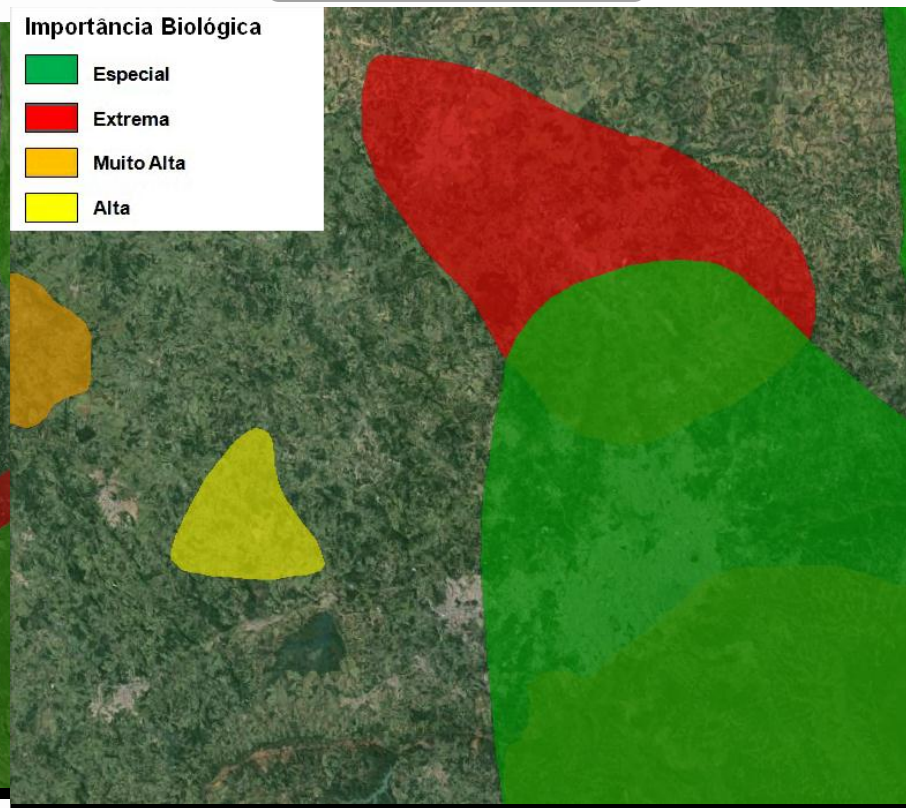 Importância Biológica
Especial
Extrema
Muito Alta
Alta